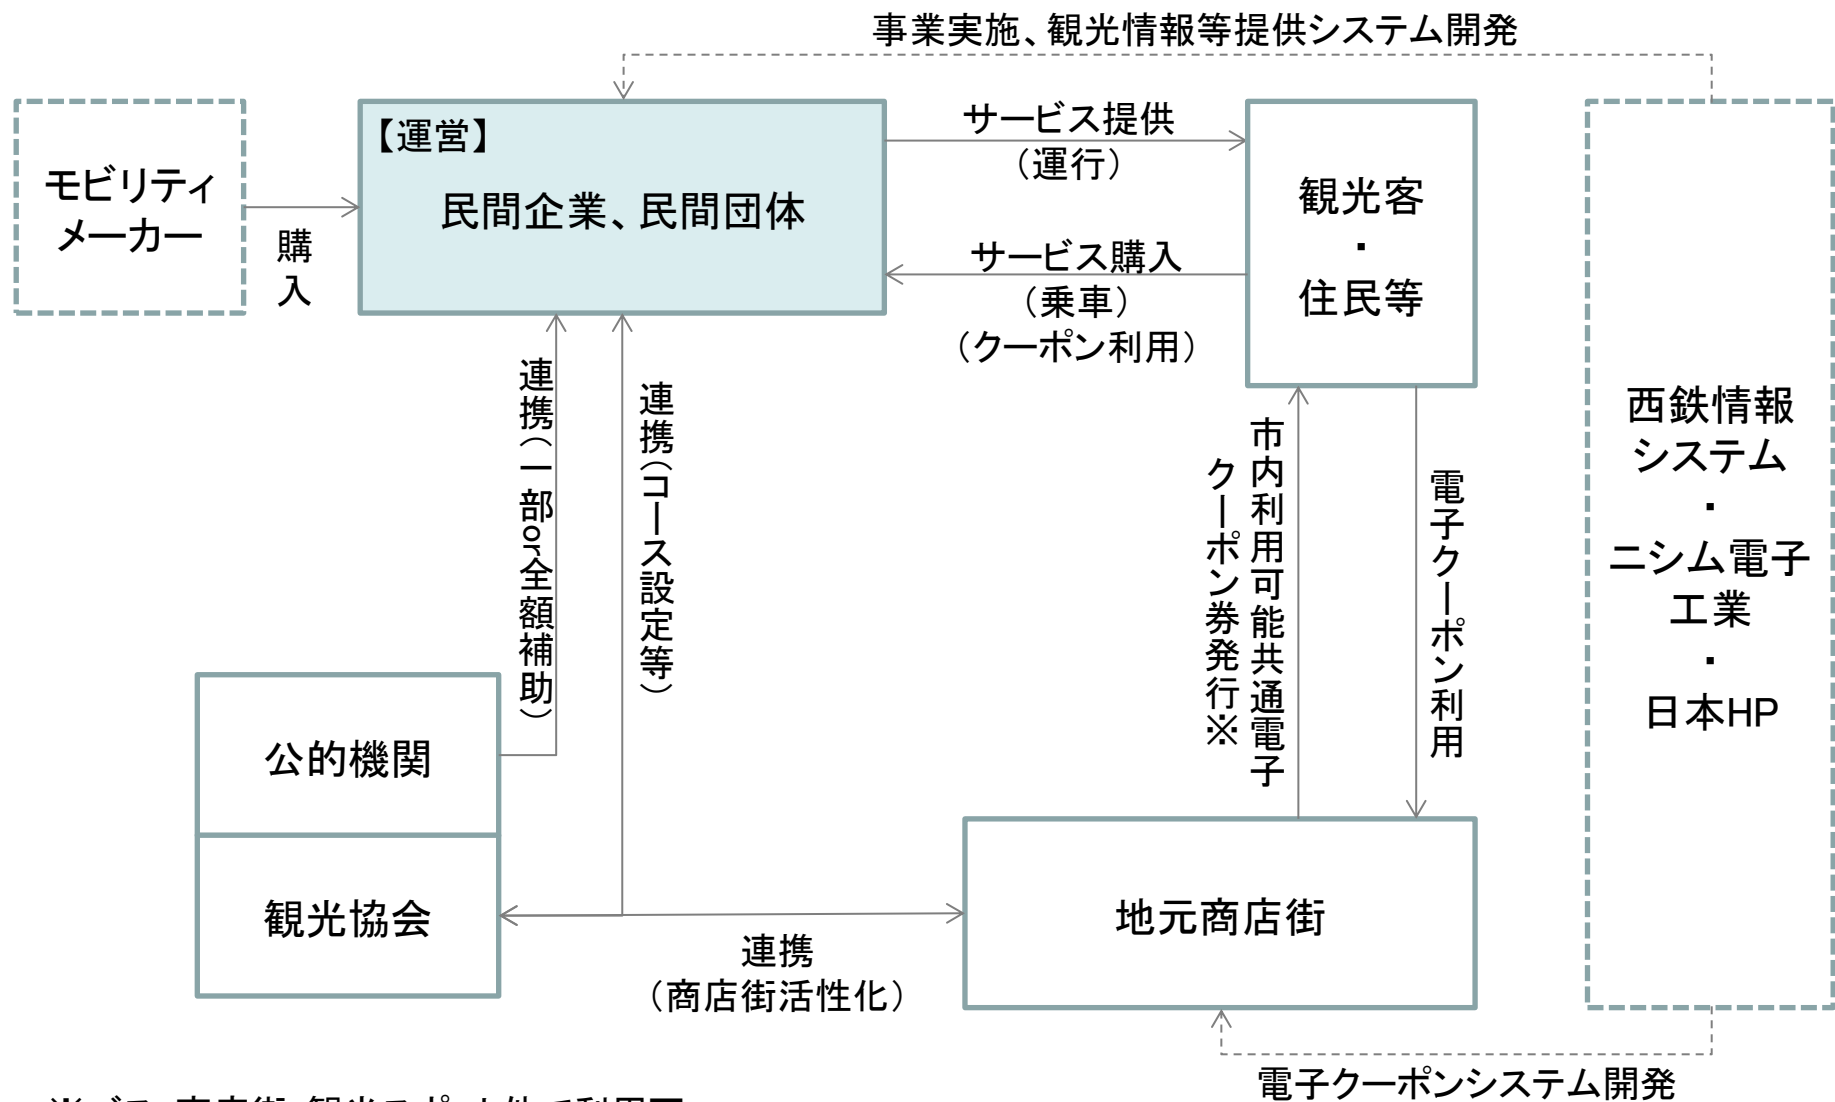 事業実施、観光情報等提供システム開発
モビリティ
メーカー
購
入
【運営】
民間企業、民間団体
サービス提供
（運行）
サービス購入
（乗車）
（クーポン利用）
観光客
・
住民等
西鉄情報
システム
・
ニシム電子
工業
・
日本HP
連携（一部or全額補助）
連携（コース設定等）
市内利用可能共通電子
クーポン券発行※
電子クーポン利用
公的機関
観光協会
連携
（商店街活性化）
地元商店街
電子クーポンシステム開発